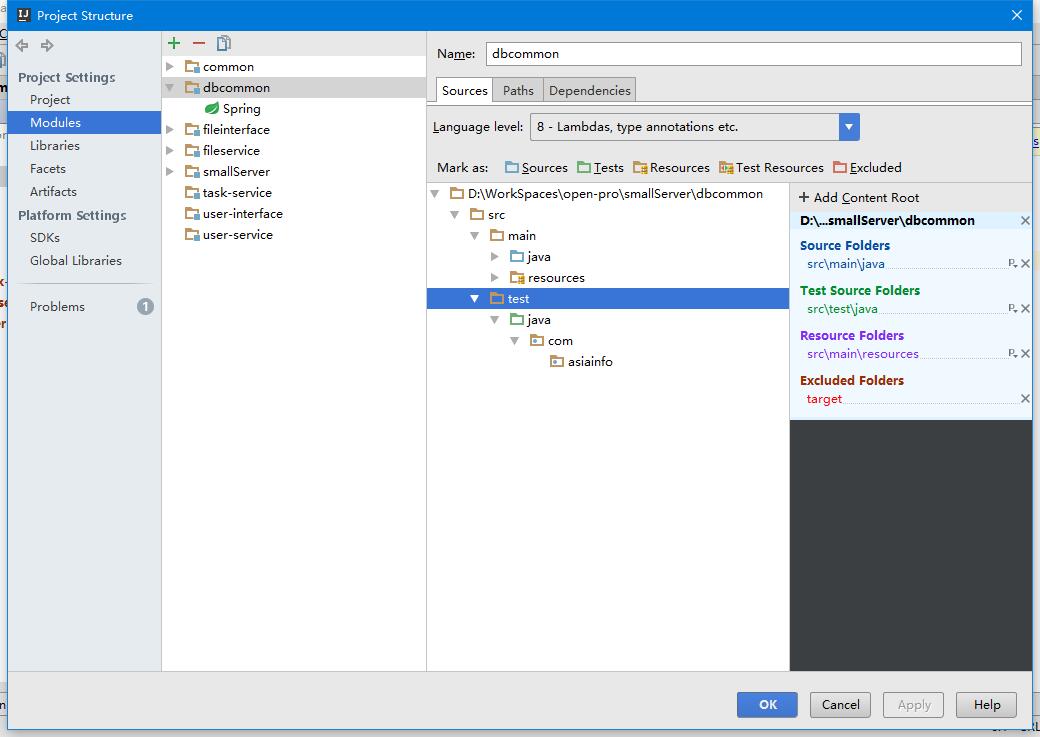 Project Structure
Project Settings
Project
Modules
Libraries
Facets
Artifacts
Platform Settings
SDKs
Global Libraries
Problems
1
common
dbcommon
Spring
fileinterface
fileservice
smallServer
task-service
user-interface
user-service
Name: dbcommon
Sources Paths Dependencies
Language level: 8 - Lambdas, type annotations etc.
Mark as: Sources Tests Resources Test Resources Excluded
D:\WorkSpaces\open-pro\smallServer\dbcommon
src
main
java
resources
test
java
com
asiainfo
+ Add Content Root
D:\...smallServer\dbcommon
Source Folders
src\main\java
Test Source Folders
src\test\java
Resource Folders
src\main\resources
Excluded Folders
target
OK Cancel Apply Help